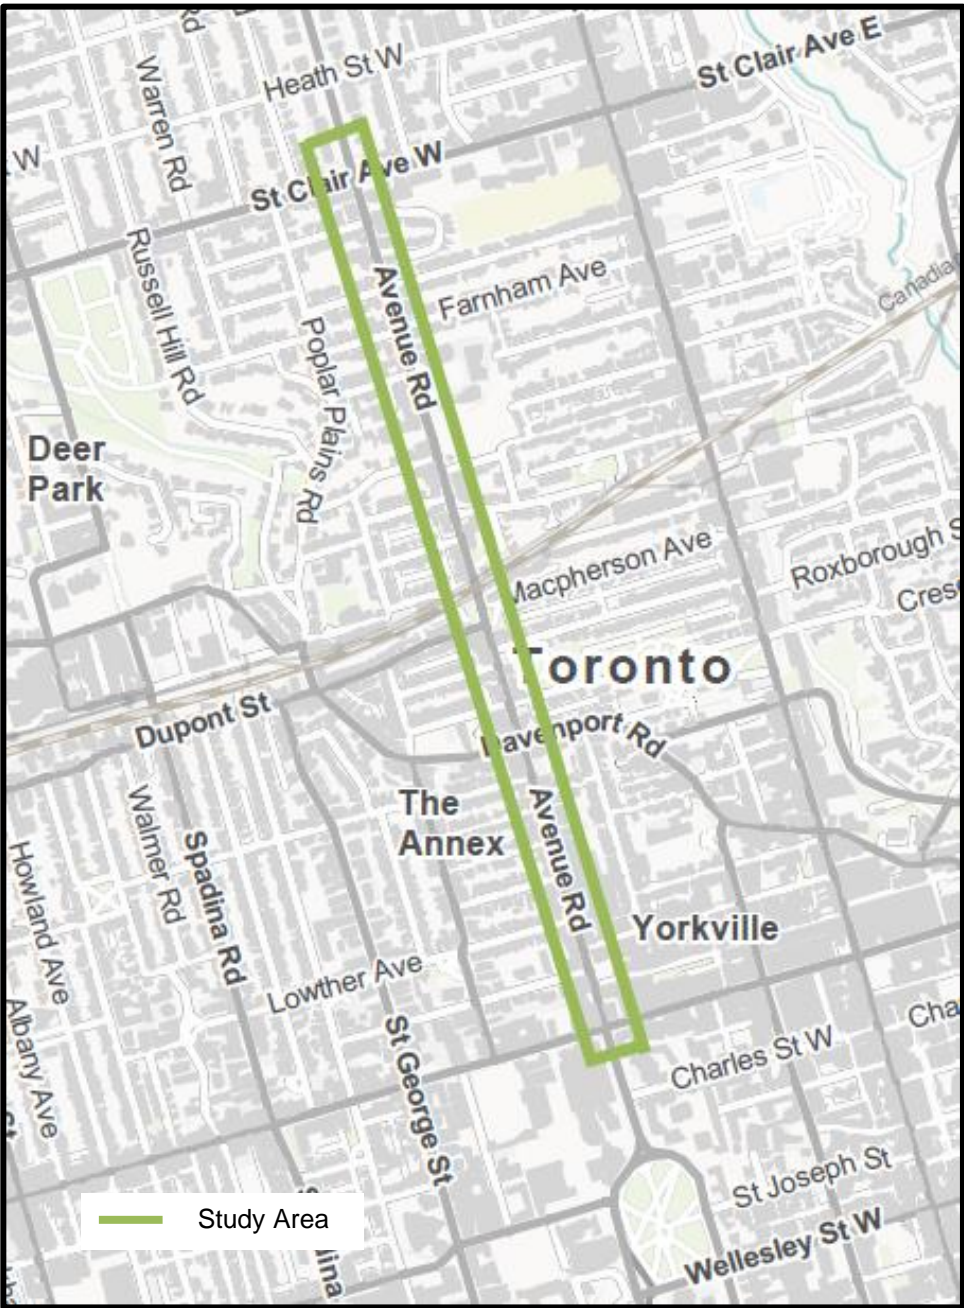 Rd
Heath St W
St Clair Ave E
Warren Rd
W
St Clair Ave W
Russell Hill Rd
Avenue Rd
Farnham Ave
Poplar Plains Rd
Canadia
Deer
Park
Macpherson Ave
Roxborough S
Cresc
Toronto
Dupont St
Davenport Rd
The
Annex
Avenue Rd
Walmer Rd
Spadina Rd
Howland Ave
Yorkville
Lowther Ave
Albany Ave
St George St
Charles St W
Cha
St
St Joseph St
Wellesley St W
Study Area